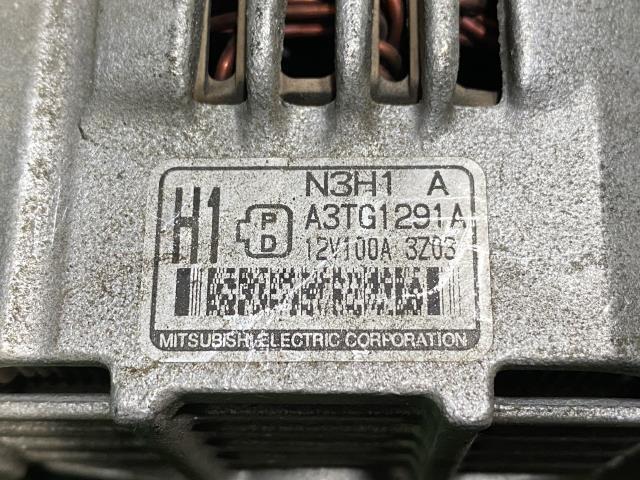 N3H1 A
H1 PD A3TG1291A
12V100A 3Z03
MITSUBISHI ELECTRIC CORPORATION